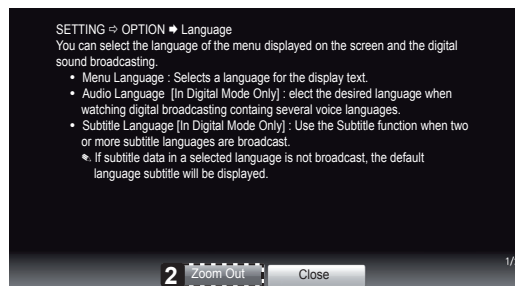 SETTING ⇨ OPTION ➡ Language
You can select the language of the menu displayed on the screen and the digital
sound broadcasting.
• Menu Language : Selects a language for the display text.
• Audio Language [In Digital Mode Only] : elect the desired language when
watching digital broadcasting containg several voice languages.
• Subtitle Language [In Digital Mode Only] : Use the Subtitle function when two
or more subtitle languages are broadcast.
If subtitle data in a selected language is not broadcast, the default
language subtitle will be displayed.
1/
2 Zoom Out Close